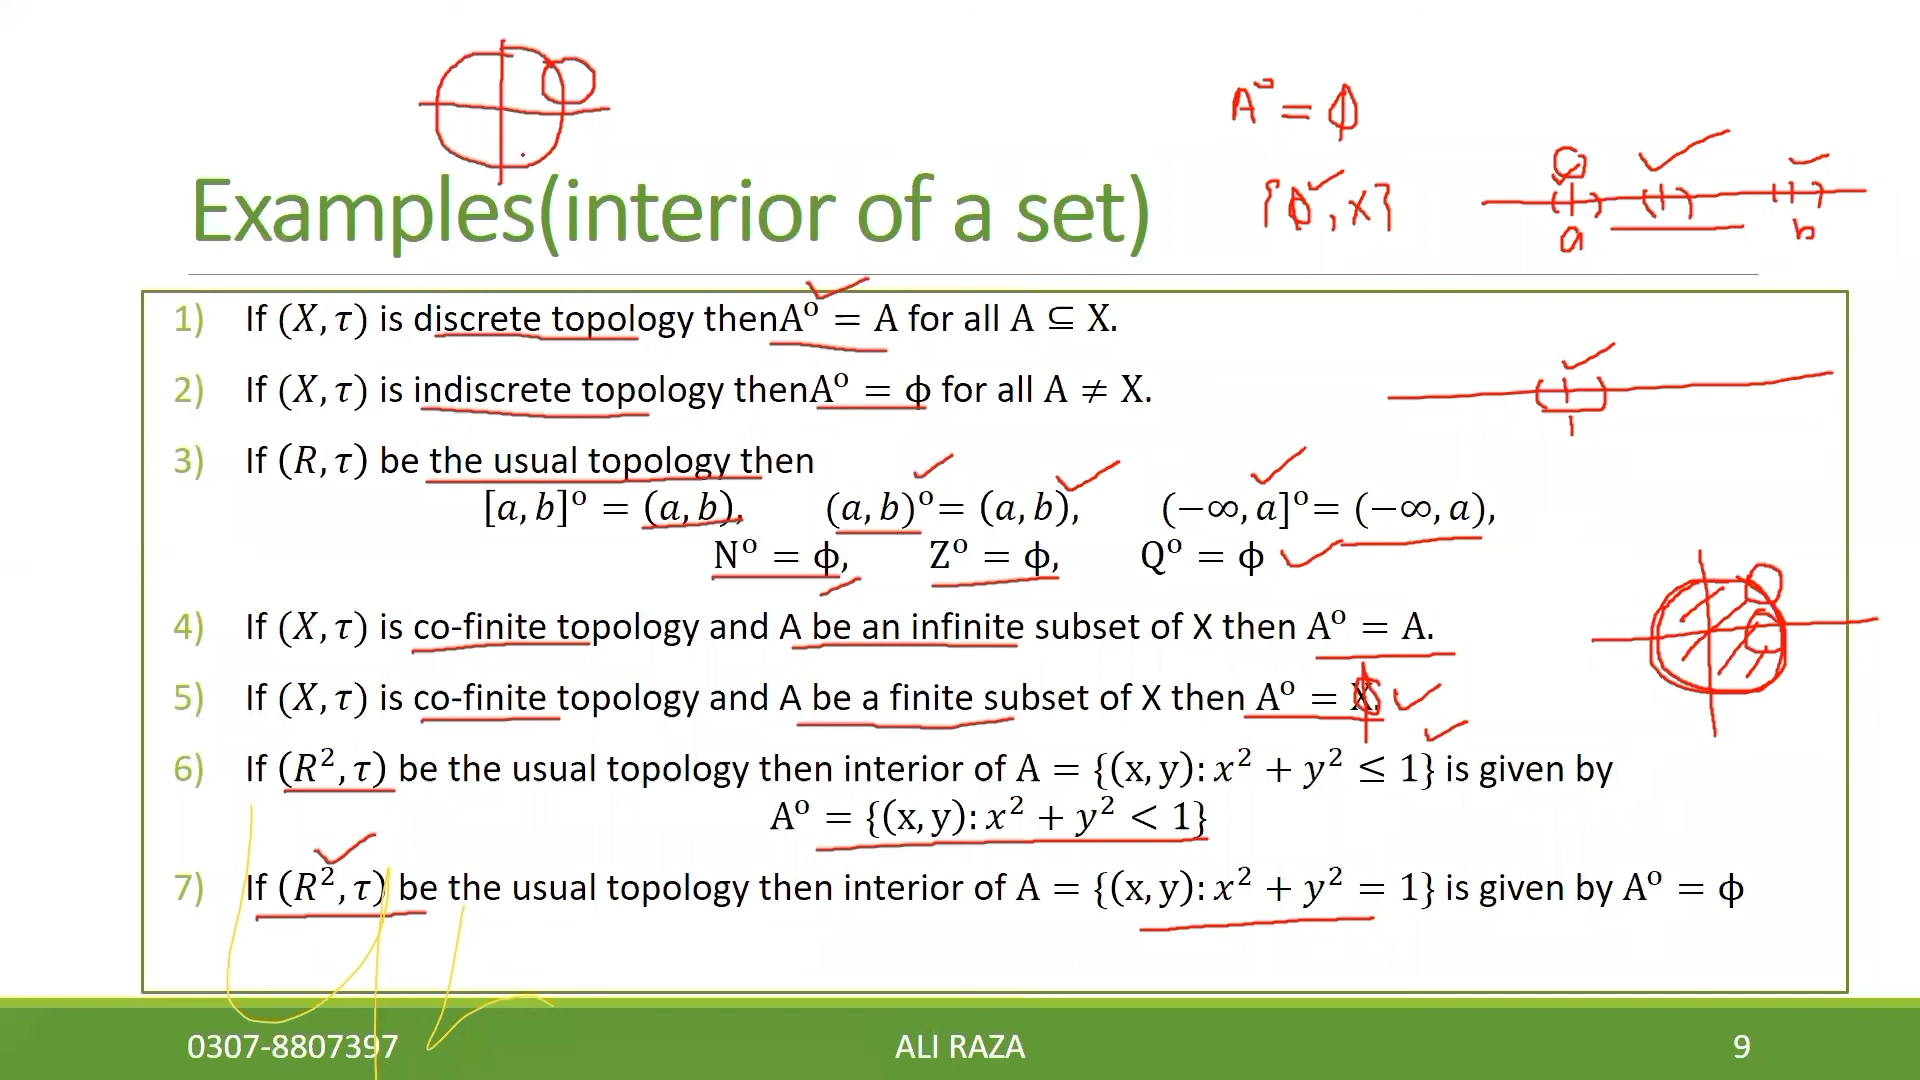 A° = ϕ
{ϕ, X}
a
b
Examples(interior of a set)
1) If (X, τ) is discrete topology thenA° = A for all A ⊆ X.
2) If (X, τ) is indiscrete topology thenA° = ϕ for all A ≠ X.
1
3) If (R, τ) be the usual topology then
[a, b]° = (a, b), (a, b)°= (a, b), (−∞, a]°= (−∞, a),
N° = ϕ, Z° = ϕ, Q° = ϕ
4) If (X, τ) is co-finite topology and A be an infinite subset of X then A° = A.
5) If (X, τ) is co-finite topology and A be a finite subset of X then A° = X.
6) If (R², τ) be the usual topology then interior of A = {(x, y): x² + y² ≤ 1} is given by
A° = {(x, y): x² + y² < 1}
7) If (R², τ) be the usual topology then interior of A = {(x, y): x² + y² = 1} is given by A° = ϕ
0307-8807397 ALI RAZA 9